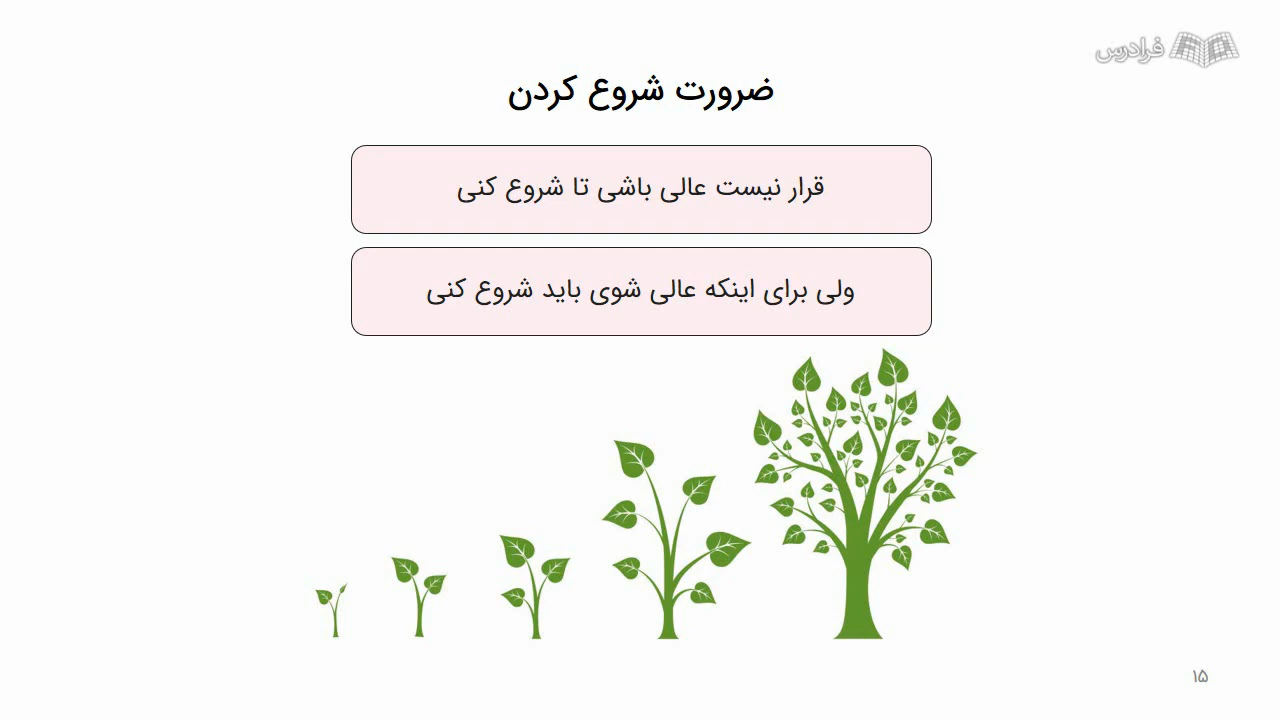 فرادرس
ضرورت شروع کردن
قرار نیست عالی باشی تا شروع کنی
ولی برای اینکه عالی شوی باید شروع کنی
۱۵